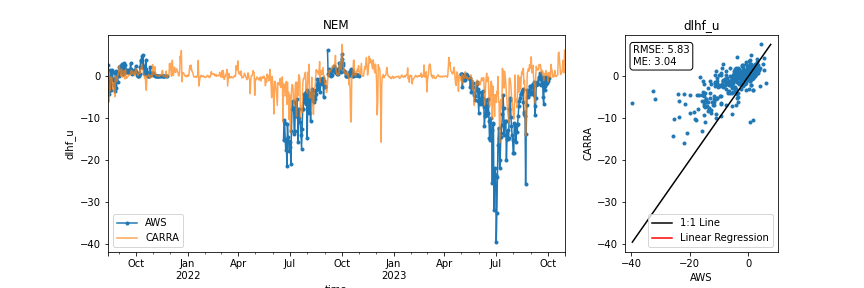 NEM
dlhf_u
0
−10
−20
−30
−40
AWS
CARRA
Oct
Jan
2022
Apr
Jul
Oct
Jan
2023
Apr
Jul
Oct
dlhf_u
RMSE: 5.83
ME: 3.04
CARRA
0
−10
−20
−30
−40
1:1 Line
Linear Regression
−40
−20
0
AWS